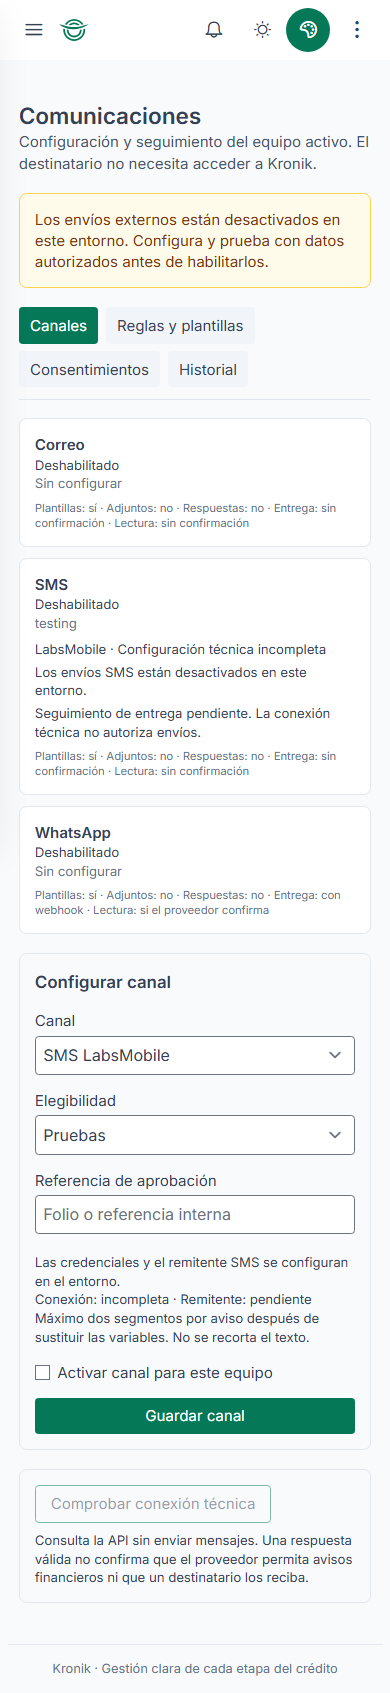 Comunicaciones
Configuración y seguimiento del equipo activo. El
destinatario no necesita acceder a Kronik.
Los envíos externos están desactivados en
este entorno. Configura y prueba con datos
autorizados antes de habilitarlos.
Canales
Reglas y plantillas
Consentimientos
Historial
Correo
Deshabilitado
Sin configurar
Plantillas: sí · Adjuntos: no · Respuestas: no · Entrega: sin
confirmación · Lectura: sin confirmación
SMS
Deshabilitado
testing
LabsMobile · Configuración técnica incompleta
Los envíos SMS están desactivados en este
entorno.
Seguimiento de entrega pendiente. La conexión
técnica no autoriza envíos.
Plantillas: sí · Adjuntos: no · Respuestas: no · Entrega: sin
confirmación · Lectura: sin confirmación
WhatsApp
Deshabilitado
Sin configurar
Plantillas: sí · Adjuntos: no · Respuestas: no · Entrega: con
webhook · Lectura: si el proveedor confirma
Configurar canal
Canal
SMS LabsMobile
Elegibilidad
Pruebas
Referencia de aprobación
Folio o referencia interna
Las credenciales y el remitente SMS se configuran
en el entorno.
Conexión: incompleta · Remitente: pendiente
Máximo dos segmentos por aviso después de
sustituir las variables. No se recorta el texto.
Activar canal para este equipo
Guardar canal
Comprobar conexión técnica
Consulta la API sin enviar mensajes. Una respuesta
válida no confirma que el proveedor permita avisos
financieros ni que un destinatario los reciba.
Kronik · Gestión clara de cada etapa del crédito